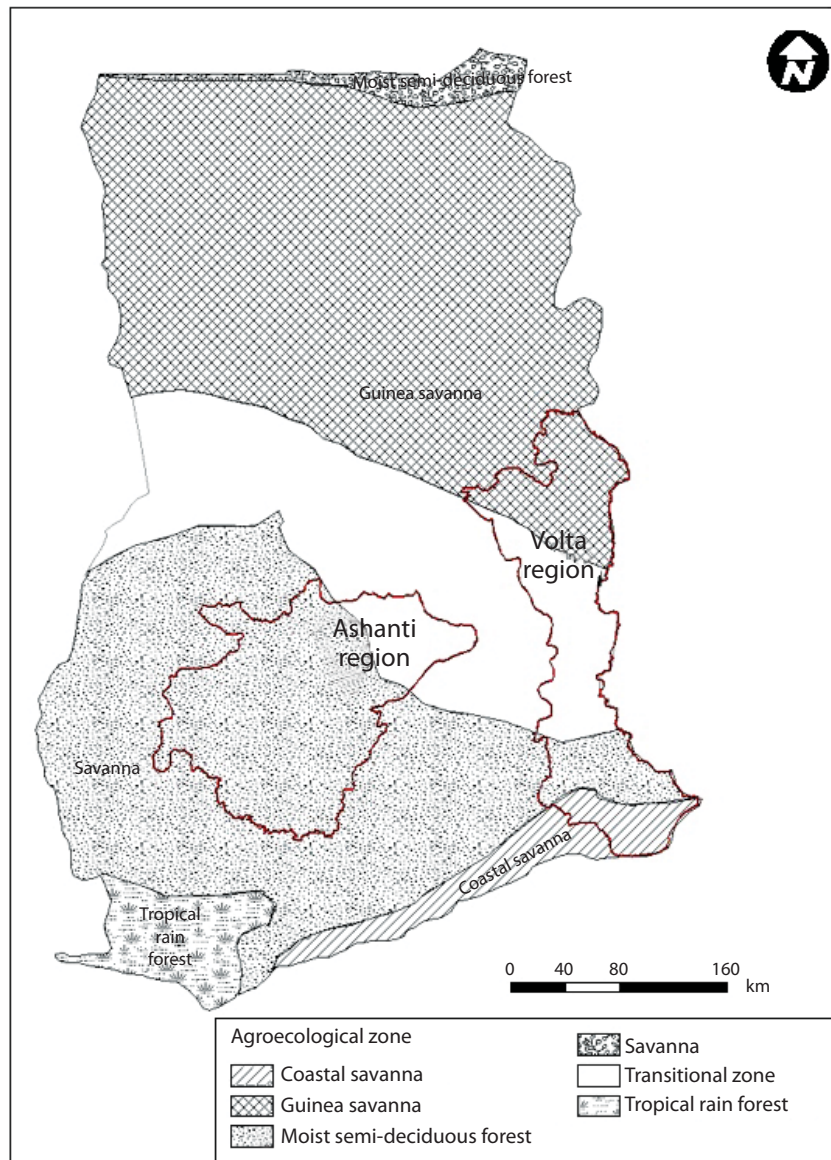 N
Moist semi-deciduous forest
Guinea savanna
Volta
region
Ashanti
region
Savanna
Coastal savanna
Tropical
rain
forest
0 40 80 160
km
Agroecological zone
Coastal savanna
Guinea savanna
Moist semi-deciduous forest
Savanna
Transitional zone
Tropical rain forest